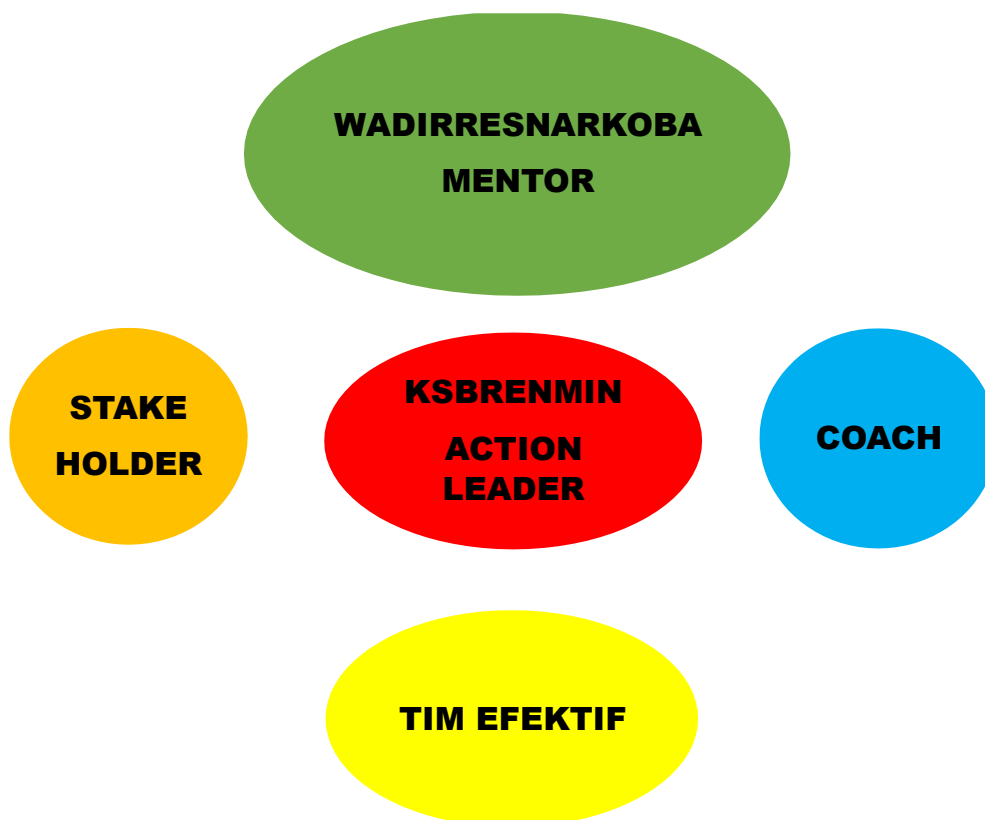 WADIRRESNARKOBA
MENTOR
STAKE
HOLDER
KSBRENMIN
ACTION
LEADER
COACH
TIM EFEKTIF